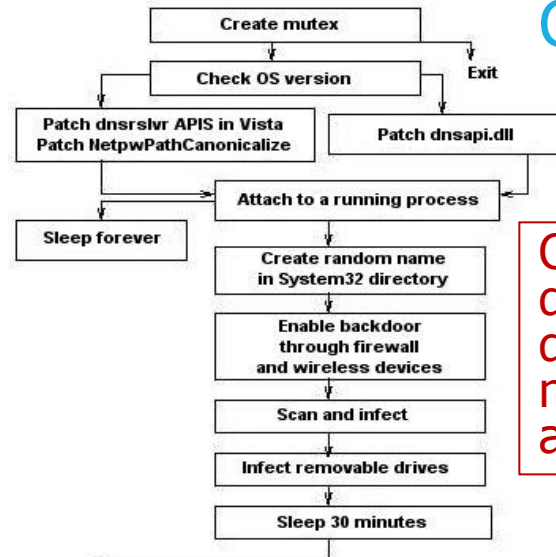 Create mutex
Exit
Check OS version
Patch dnsrslvr APIS in Vista
Patch NetpwPathCanonicalize
Patch dnsapi.dll
Attach to a running process
Sleep forever
Create random name
in System32 directory
Enable backdoor
through firewall
and wireless devices
Scan and infect
Infect removable drives
Sleep 30 minutes